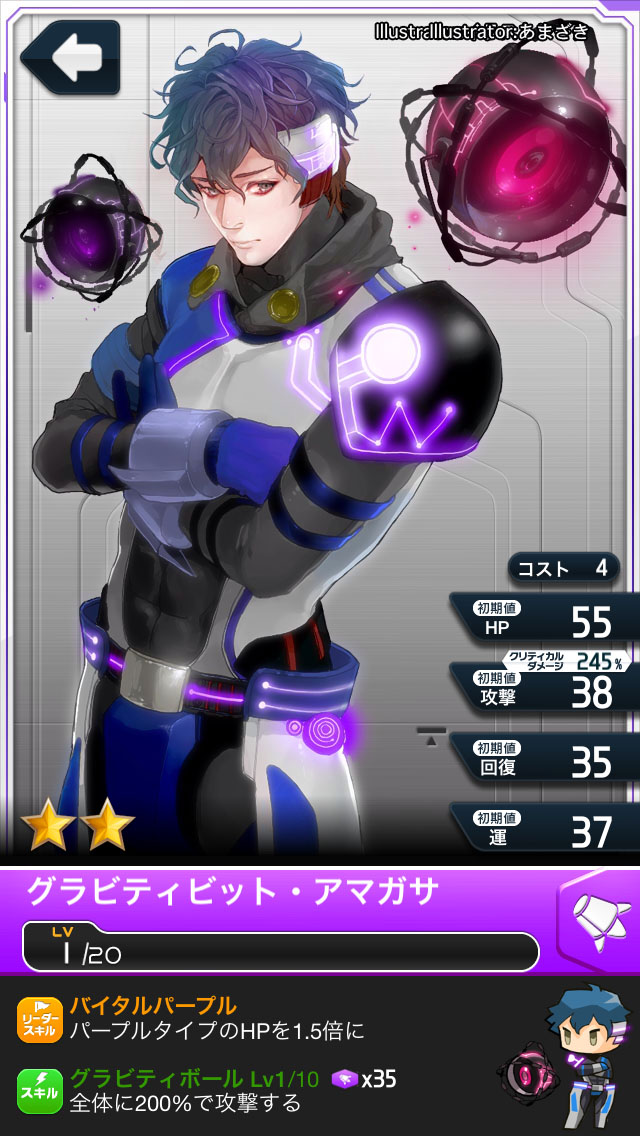 IllustrIllustrator:あまざき
コスト 4
初期値
HP 55
クリティカル
ダメージ 245%
初期値
攻撃 38
初期値
回復 35
初期値
運 37
グラビティビット・アマガサ
LV
1/20
リーダー
スキル
バイタルパープル
パープルタイプのHPを1.5倍に
スキル
グラビティボール Lv1/10 x35
全体に200%で攻撃する